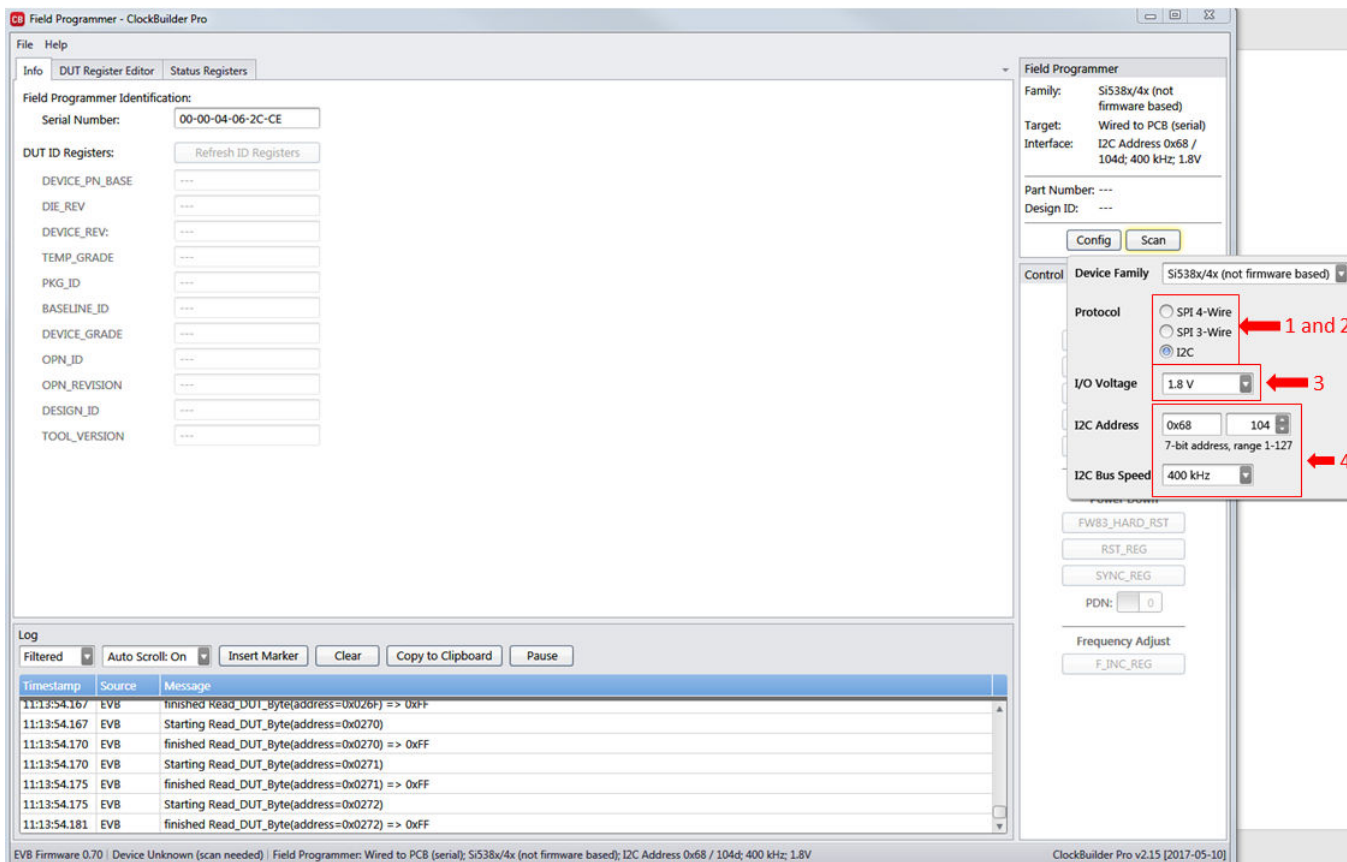 CB Field Programmer - ClockBuilder Pro
File Help
Info DUT Register Editor Status Registers
Field Programmer Identification:
Serial Number: 00-00-04-06-2C-CE
DUT ID Registers: Refresh ID Registers
DEVICE_PN_BASE ---
DIE_REV ---
DEVICE_REV: ---
TEMP_GRADE ---
PKG_ID ---
BASELINE_ID ---
DEVICE_GRADE ---
OPN_ID ---
OPN_REVISION ---
DESIGN_ID ---
TOOL_VERSION ---
Field Programmer
Family: Si538x/4x (not
firmware based)
Target: Wired to PCB (serial)
Interface: I2C Address 0x68 /
104d; 400 kHz; 1.8V
Part Number: ---
Design ID: ---
Config Scan
Control
Device Family Si538x/4x (not firmware based)
Protocol SPI 4-Wire
SPI 3-Wire
I2C
1 and 2
I/O Voltage 1.8 V
3
I2C Address 0x68 104
7-bit address, range 1-127
I2C Bus Speed 400 kHz
4
Power Down
FW83_HARD_RST
RST_REG
SYNC_REG
PDN: 0
Frequency Adjust
F_INC_REG
Log
Filtered Auto Scroll: On Insert Marker Clear Copy to Clipboard Pause
Timestamp Source Message
11:13:54.167 EVB finished Read_DUT_Byte(address=0x026F) => 0xFF
11:13:54.167 EVB Starting Read_DUT_Byte(address=0x0270)
11:13:54.170 EVB finished Read_DUT_Byte(address=0x0270) => 0xFF
11:13:54.170 EVB Starting Read_DUT_Byte(address=0x0271)
11:13:54.175 EVB finished Read_DUT_Byte(address=0x0271) => 0xFF
11:13:54.175 EVB Starting Read_DUT_Byte(address=0x0272)
11:13:54.181 EVB finished Read_DUT_Byte(address=0x0272) => 0xFF
EVB Firmware 0.70 | Device Unknown (scan needed) | Field Programmer: Wired to PCB (serial); Si538x/4x (not firmware based); I2C Address 0x68 / 104d; 400 kHz; 1.8V
ClockBuilder Pro v2.15 [2017-05-10]